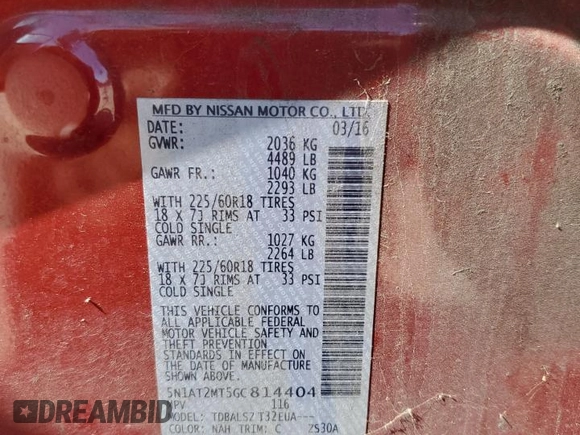 MFD BY NISSAN MOTOR CO., LTD.
DATE: 03/16
GVWR: 2036 KG
4489 LB
GAWR FR.: 1040 KG
2293 LB
WITH 225/60R18 TIRES
18 X 7J RIMS AT 33 PSI
COLD SINGLE
GAWR RR.: 1027 KG
2264 LB
WITH 225/60R18 TIRES
18 X 7J RIMS AT 33 PSI
COLD SINGLE
THIS VEHICLE CONFORMS TO
ALL APPLICABLE FEDERAL
MOTOR VEHICLE SAFETY AND
THEFT PREVENTION
STANDARDS IN EFFECT ON
THE DATE OF MANUFACTURE
SHOWN ABOVE.
5N1AT2MT5GC814404
MPV 116
MODEL: TDBALSZ T32EUA---
COLOR: NAH TRIM: C ZS30A
DREAMBID